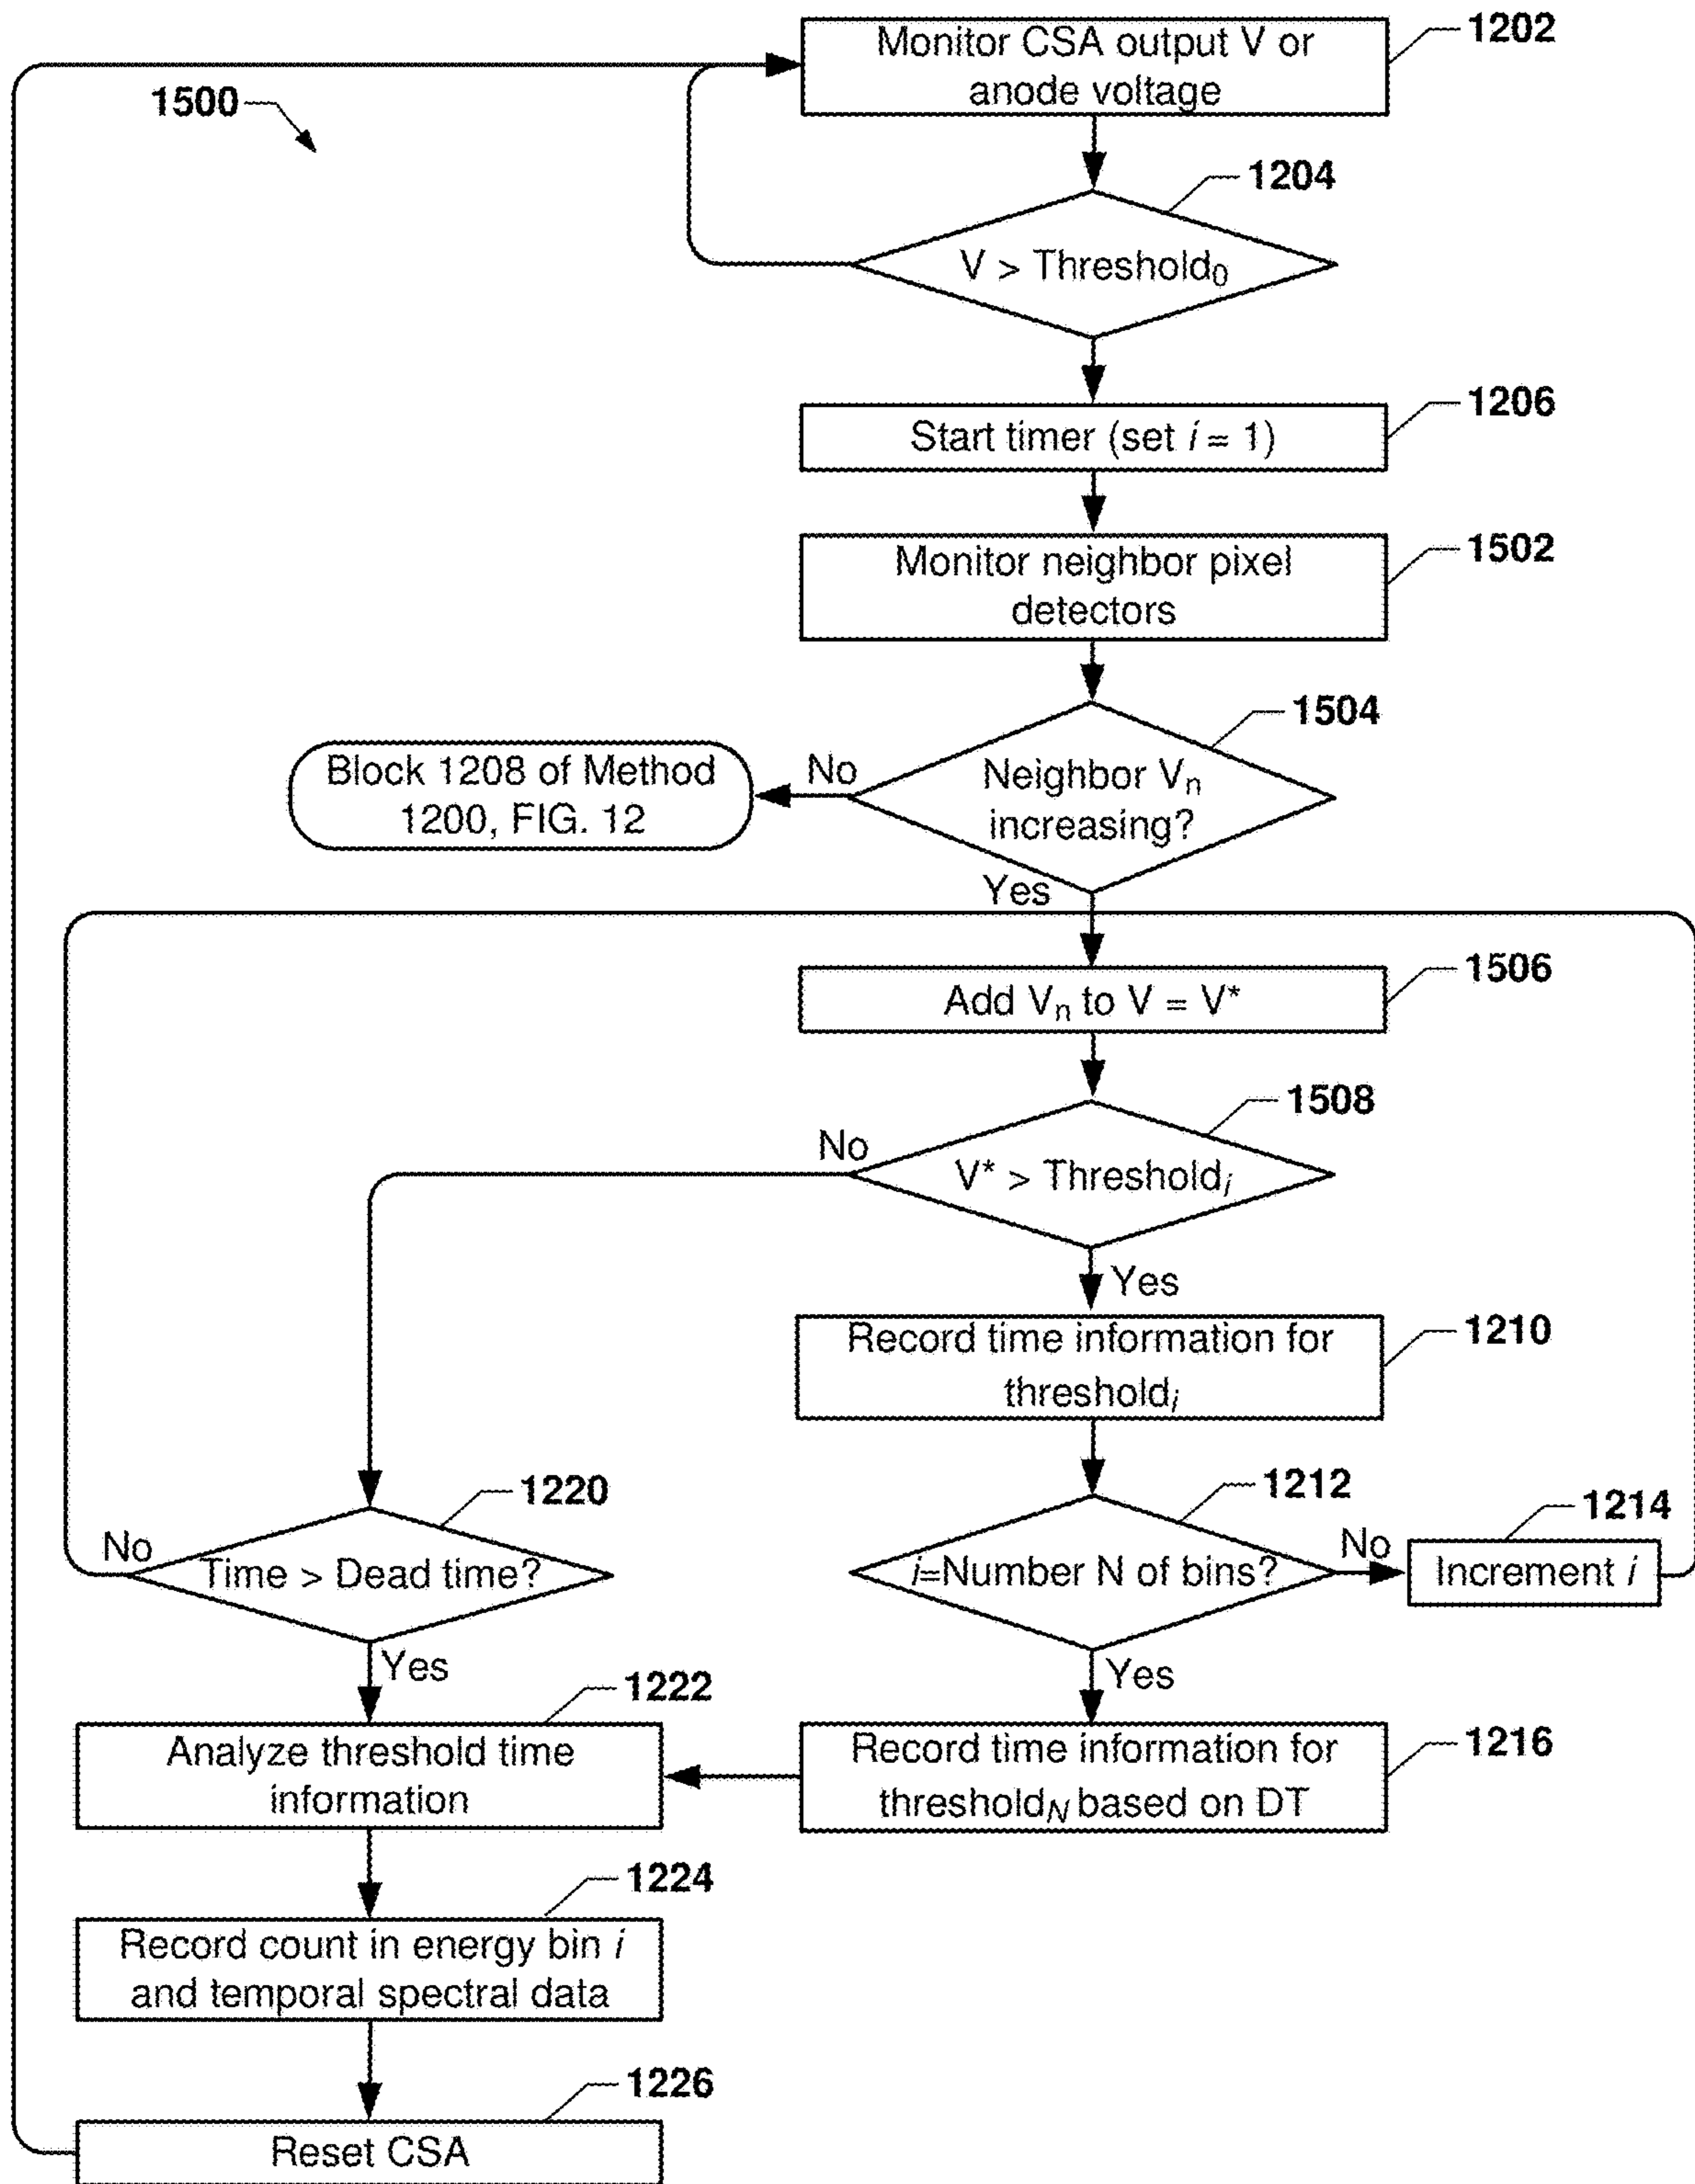 1202
Monitor CSA output V or
anode voltage
1500
1204
V > Threshold₀
1206
Start timer (set i = 1)
1502
Monitor neighbor pixel
detectors
1504
Neighbor Vₙ
increasing?
No
Block 1208 of Method
1200, FIG. 12
Yes
1506
Add Vₙ to V = V*
1508
No
V* > Thresholdᵢ
Yes
1210
Record time information for
thresholdᵢ
1220
1212
1214
No
Time > Dead time?
i=Number N of bins?
No
Increment i
Yes
Yes
1222
Analyze threshold time
information
1216
Record time information for
threshold_N based on DT
1224
Record count in energy bin i
and temporal spectral data
1226
Reset CSA